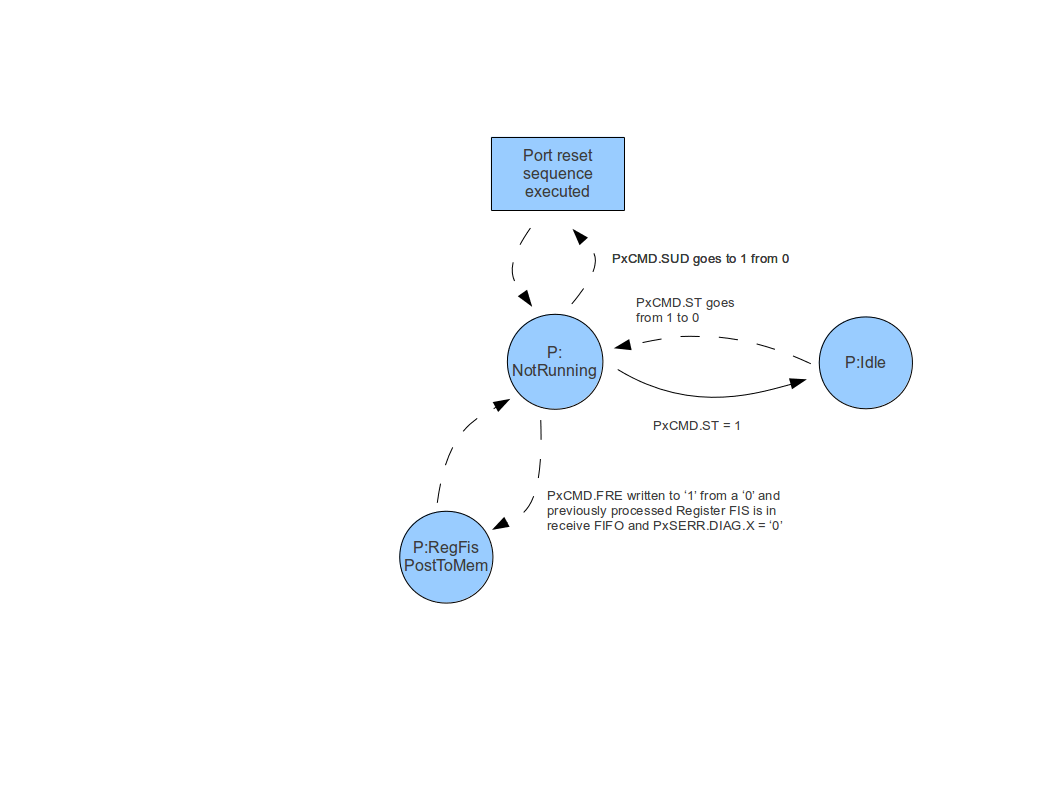 Port reset
sequence
executed
PxCMD.SUD goes to 1 from 0
PxCMD.ST goes
from 1 to 0
P:
NotRunning
P:Idle
PxCMD.ST = 1
PxCMD.FRE written to ‘1’ from a ‘0’ and
previously processed Register FIS is in
receive FIFO and PxSERR.DIAG.X = ‘0’
P:RegFis
PostToMem